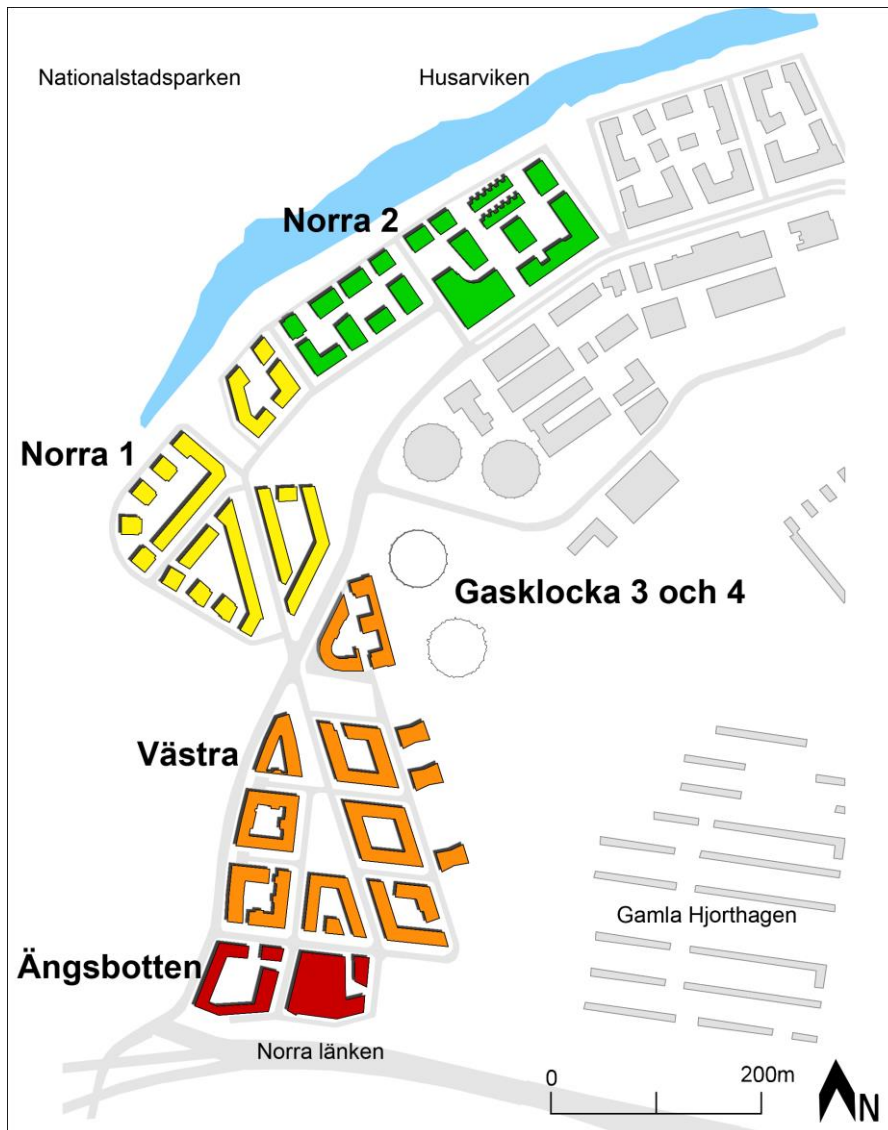 Nationalstadsparken
Husarviken
Norra 2
Norra 1
Gasklocka 3 och 4
Västra
Gamla Hjorthagen
Ängsbotten
Norra länken
0
200m
N